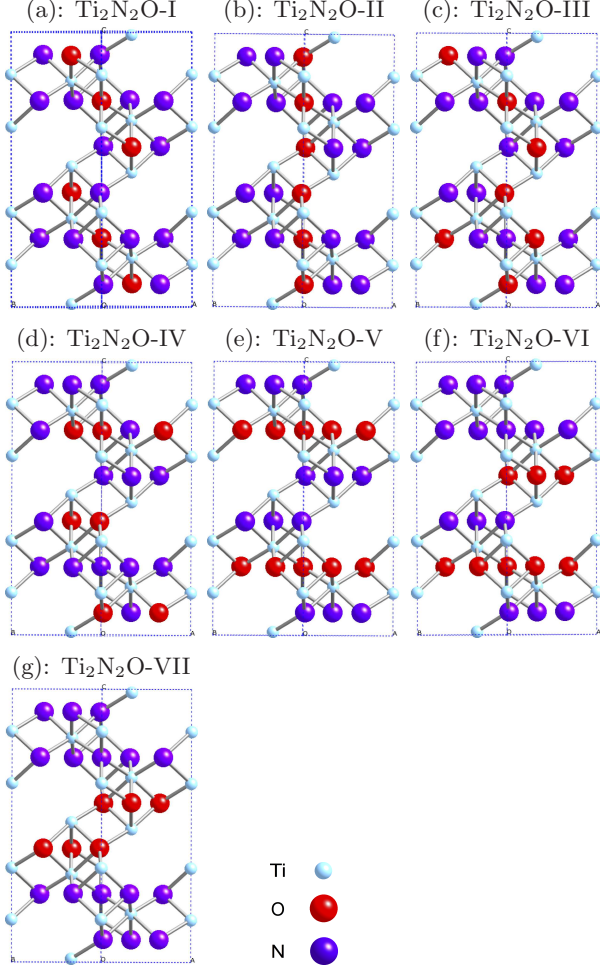 (a): Ti₂N₂O-I (b): Ti₂N₂O-II (c): Ti₂N₂O-III
C C C
B O A B O A B O A
(d): Ti₂N₂O-IV (e): Ti₂N₂O-V (f): Ti₂N₂O-VI
C C C
B O A B O A B O A
(g): Ti₂N₂O-VII
C
Ti
O
N
B O A